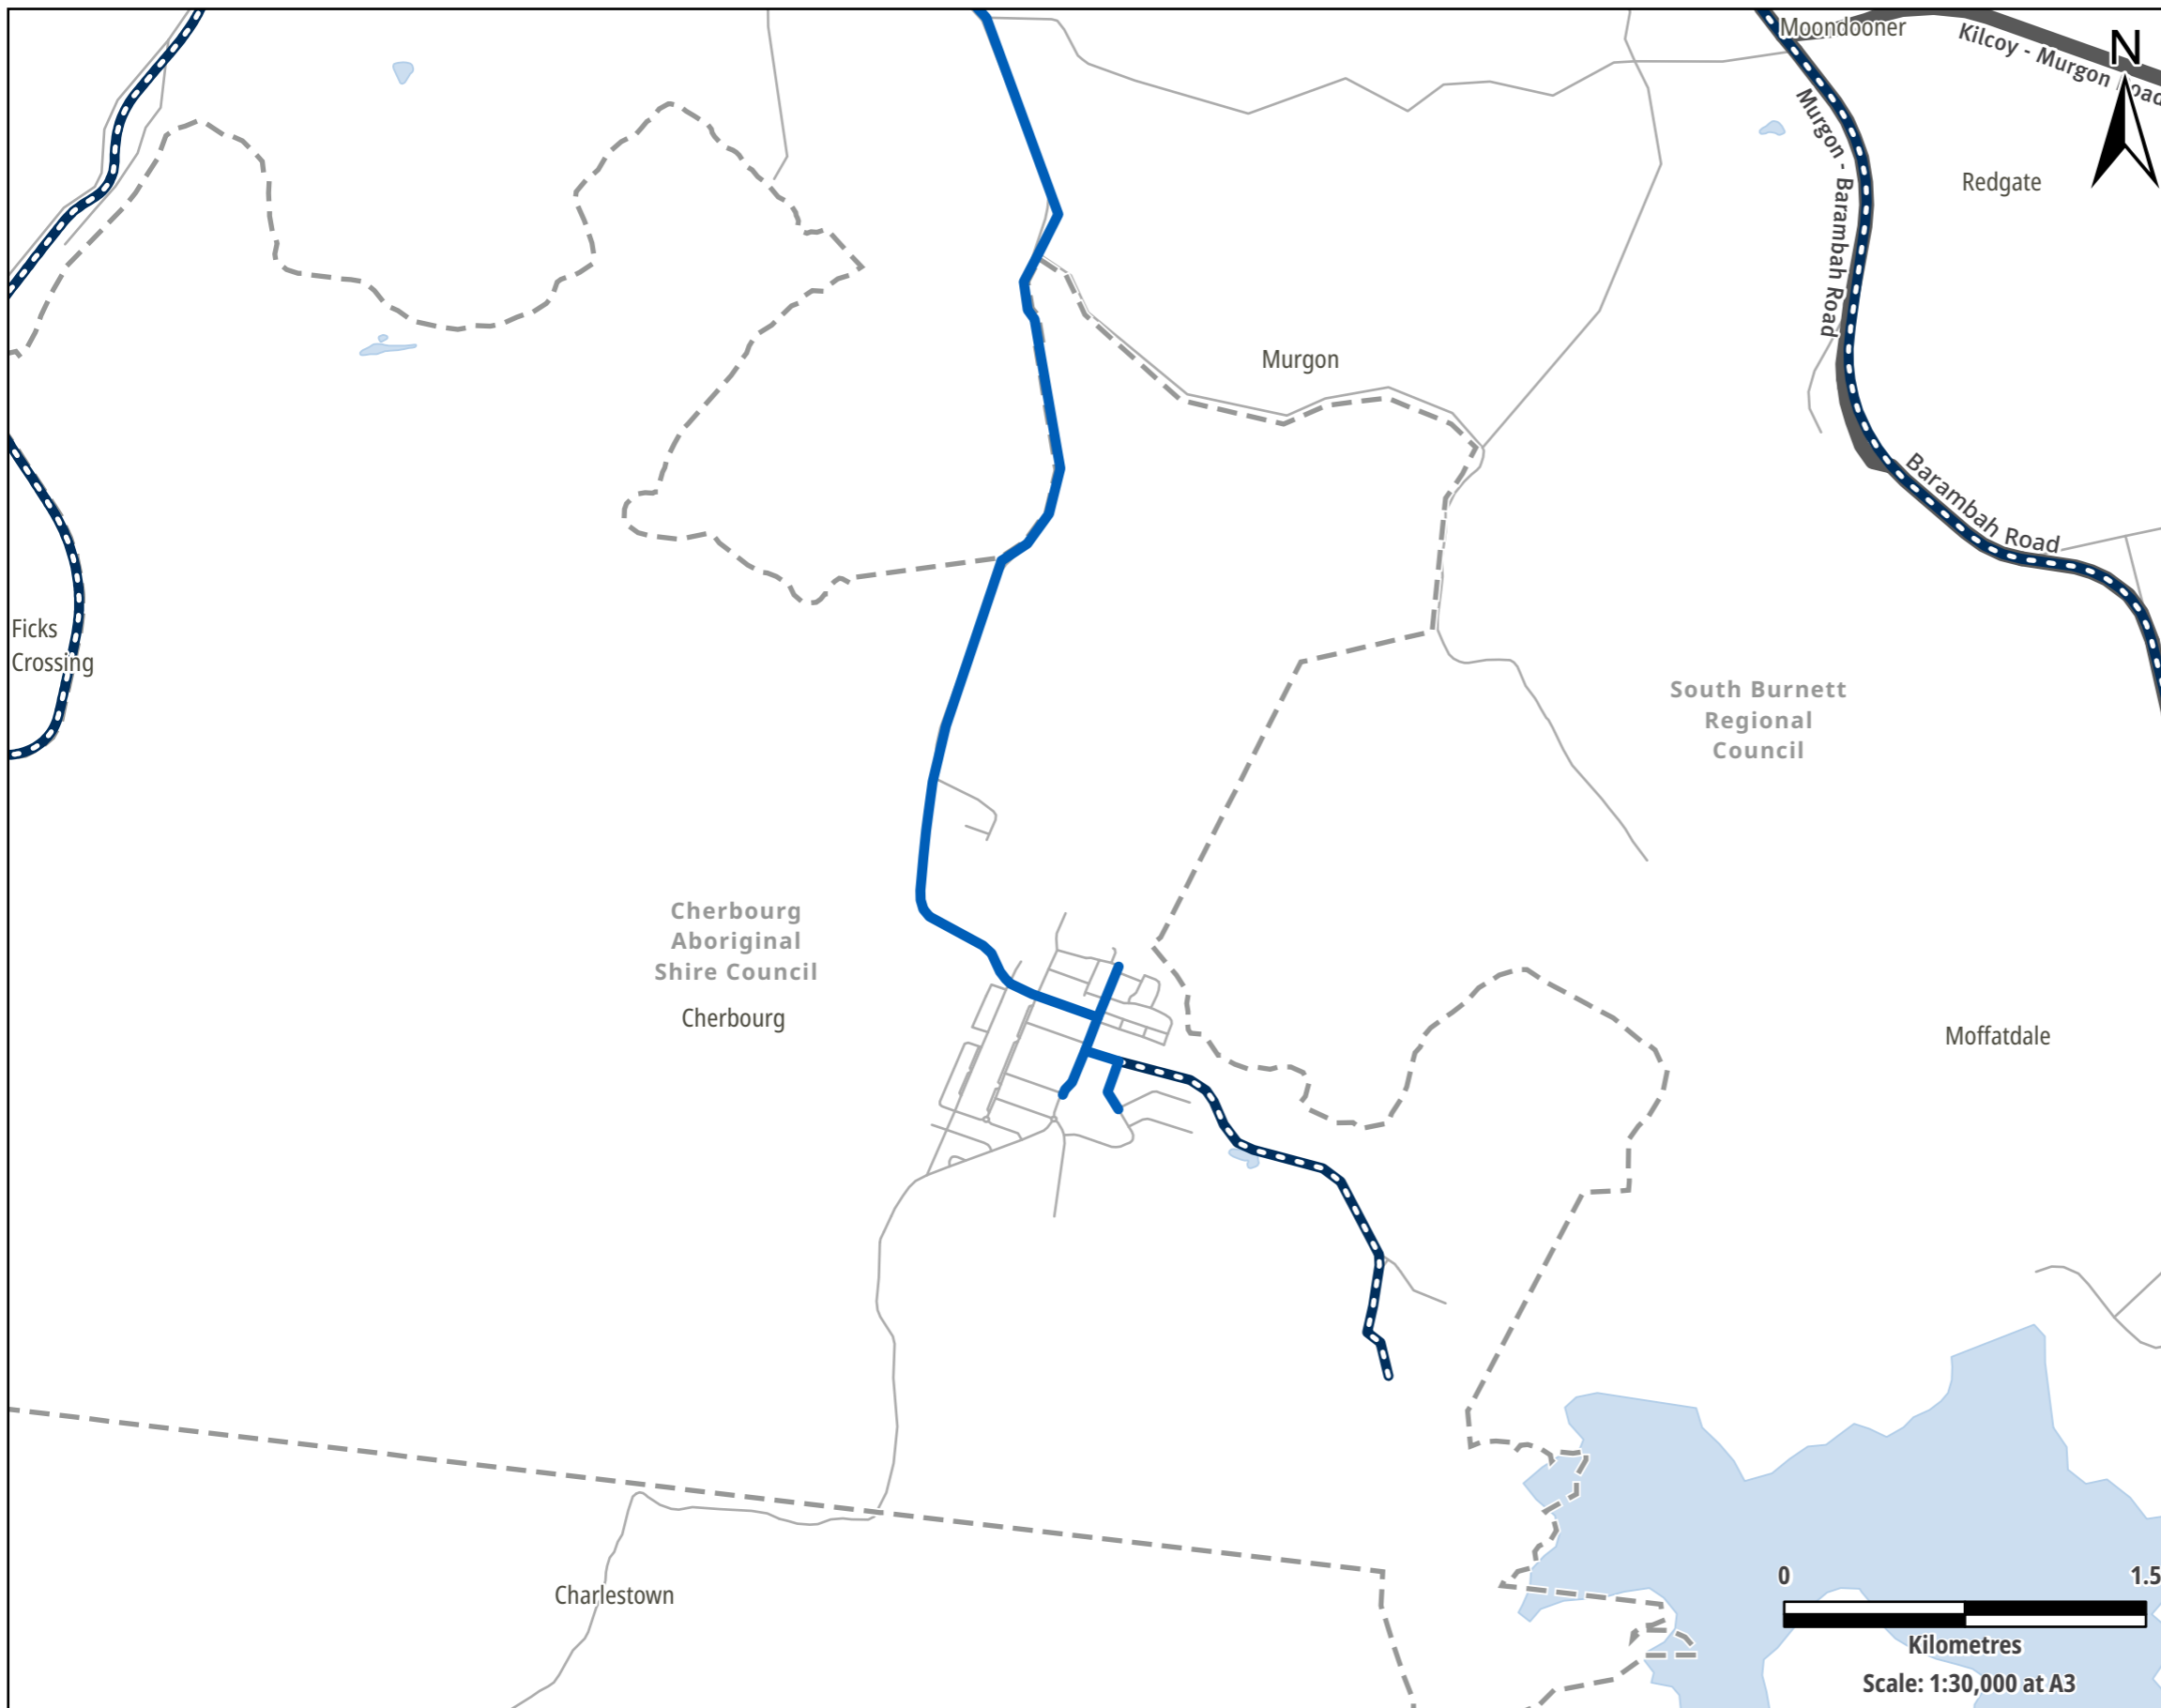 Moondooner
Kilcoy - Murgon Road
N
Murgon - Barambah Road
Redgate
Murgon
Barambah Road
Ficks
Crossing
South Burnett
Regional
Council
Cherbourg
Aboriginal
Shire Council
Cherbourg
Moffatdale
Charlestown
0
1.5
Kilometres
Scale: 1:30,000 at A3